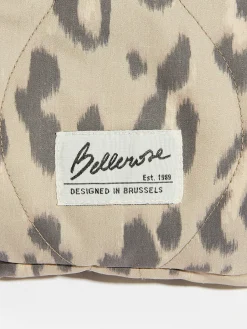 Bellerose
Est. 1989
DESIGNED IN BRUSSELS